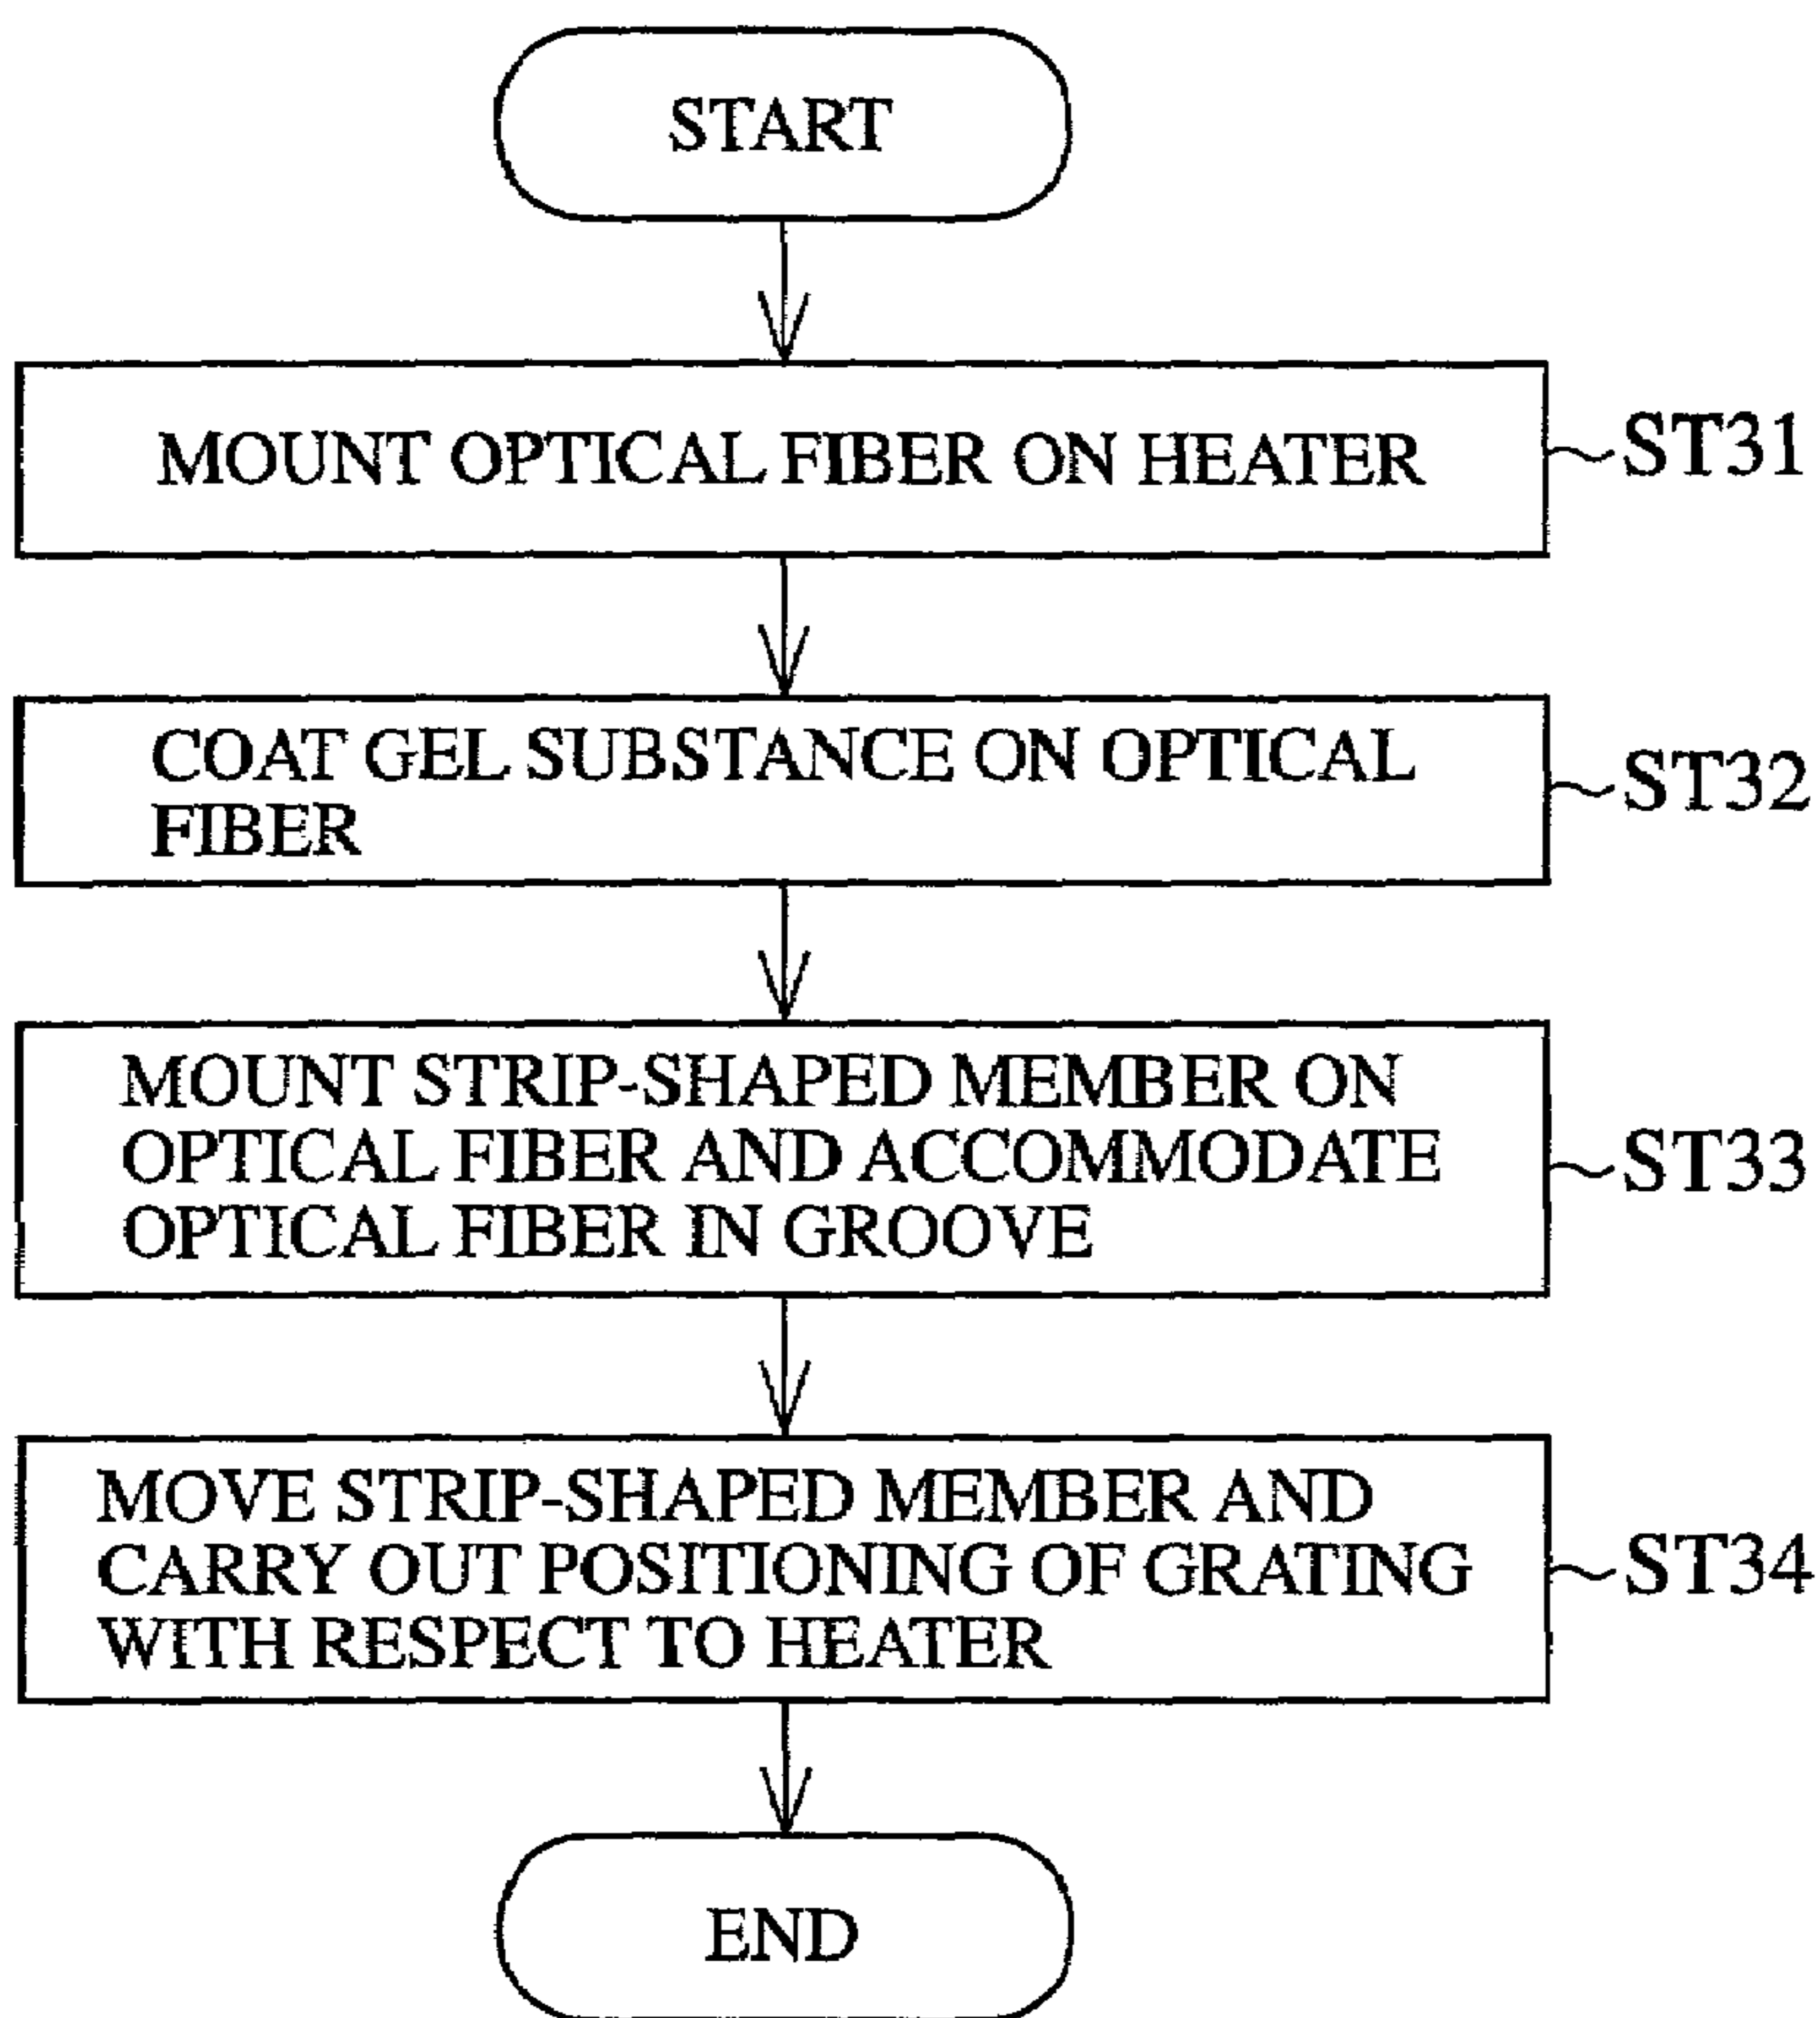 START
MOUNT OPTICAL FIBER ON HEATER
ST31
COAT GEL SUBSTANCE ON OPTICAL
FIBER
ST32
MOUNT STRIP-SHAPED MEMBER ON
OPTICAL FIBER AND ACCOMMODATE
OPTICAL FIBER IN GROOVE
ST33
MOVE STRIP-SHAPED MEMBER AND
CARRY OUT POSITIONING OF GRATING
WITH RESPECT TO HEATER
ST34
END